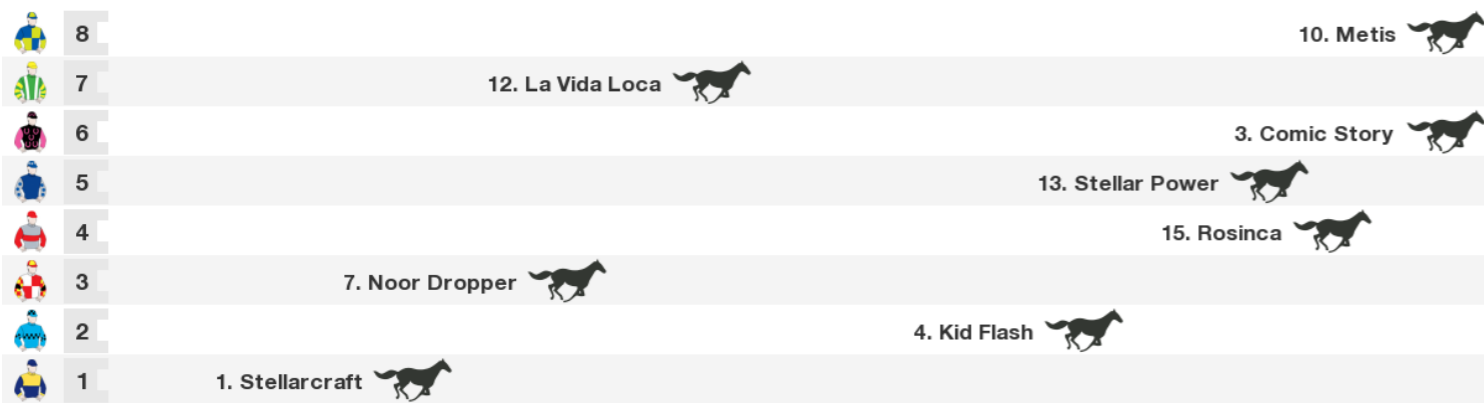 8 10. Metis
7 12. La Vida Loca
6 3. Comic Story
5 13. Stellar Power
4 15. Rosinca
3 7. Noor Dropper
2 4. Kid Flash
1 1. Stellarcraft